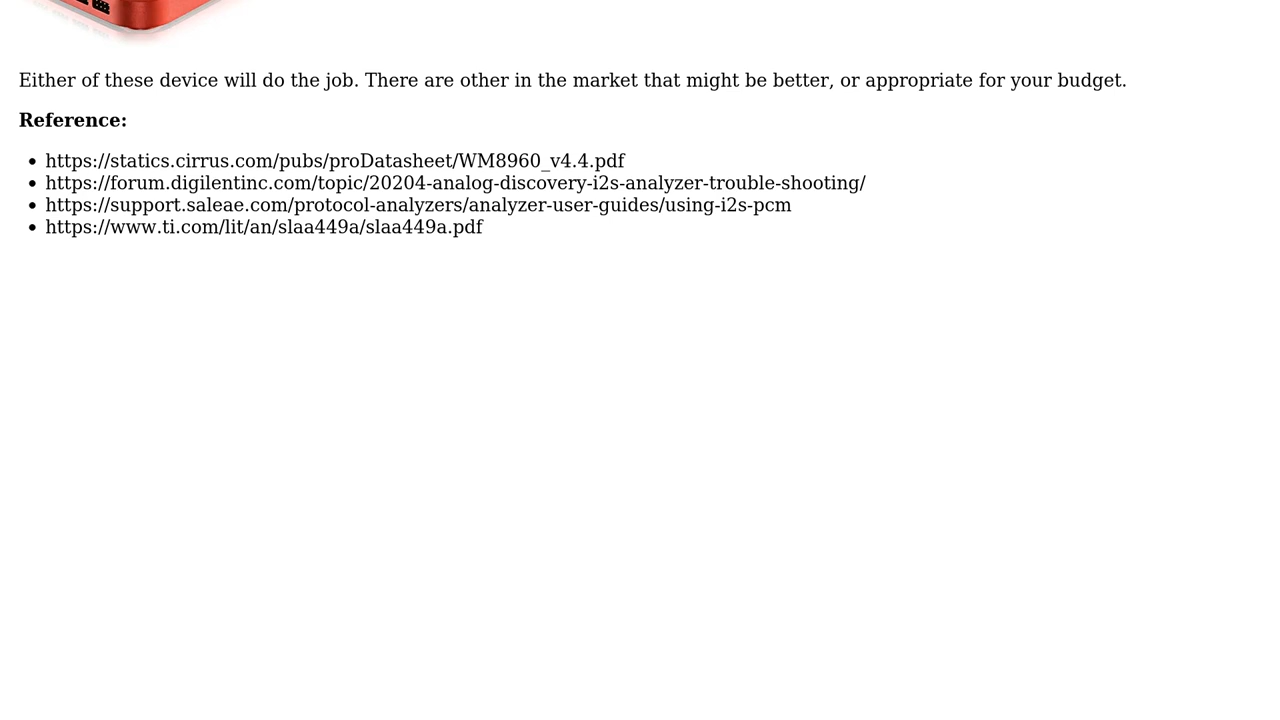 Either of these device will do the job. There are other in the market that might be better, or appropriate for your budget.
Reference:
• https://statics.cirrus.com/pubs/proDatasheet/WM8960_v4.4.pdf
• https://forum.digilentinc.com/topic/20204-analog-discovery-i2s-analyzer-trouble-shooting/
• https://support.saleae.com/protocol-analyzers/analyzer-user-guides/using-i2s-pcm
• https://www.ti.com/lit/an/slaa449a/slaa449a.pdf